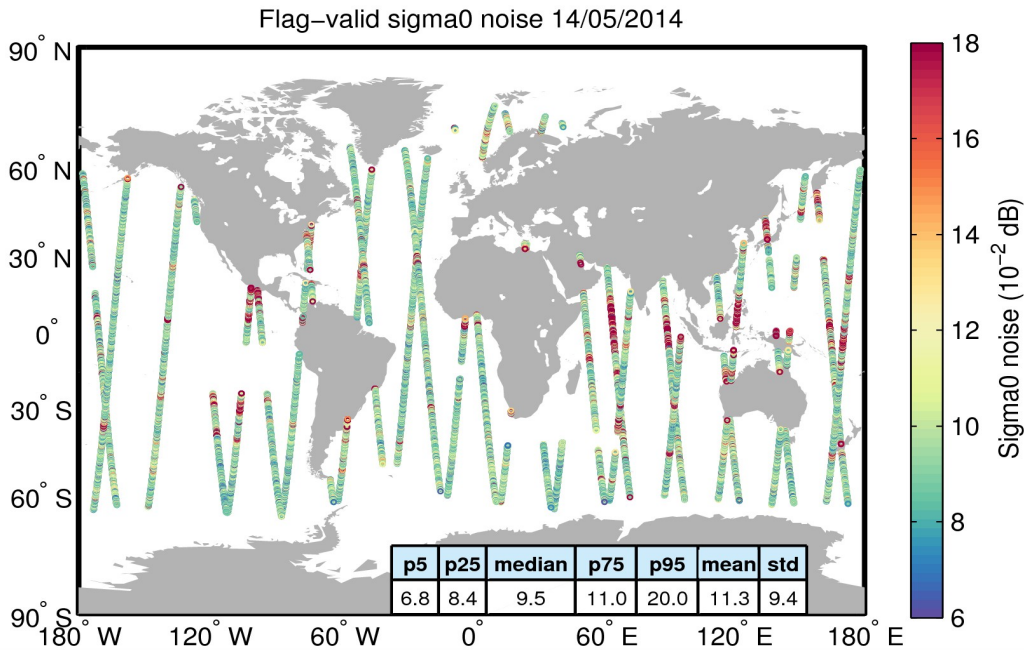 Flag−valid sigma0 noise 14/05/2014
90° N
60° N
30° N
0°
30° S
60° S
90° S
180° W 120° W 60° W 0° 60° E 120° E 180° E
p5 p25 median p75 p95 mean std
6.8 8.4 9.5 11.0 20.0 11.3 9.4
18
16
14
12
10
8
6
Sigma0 noise (10−2 dB)